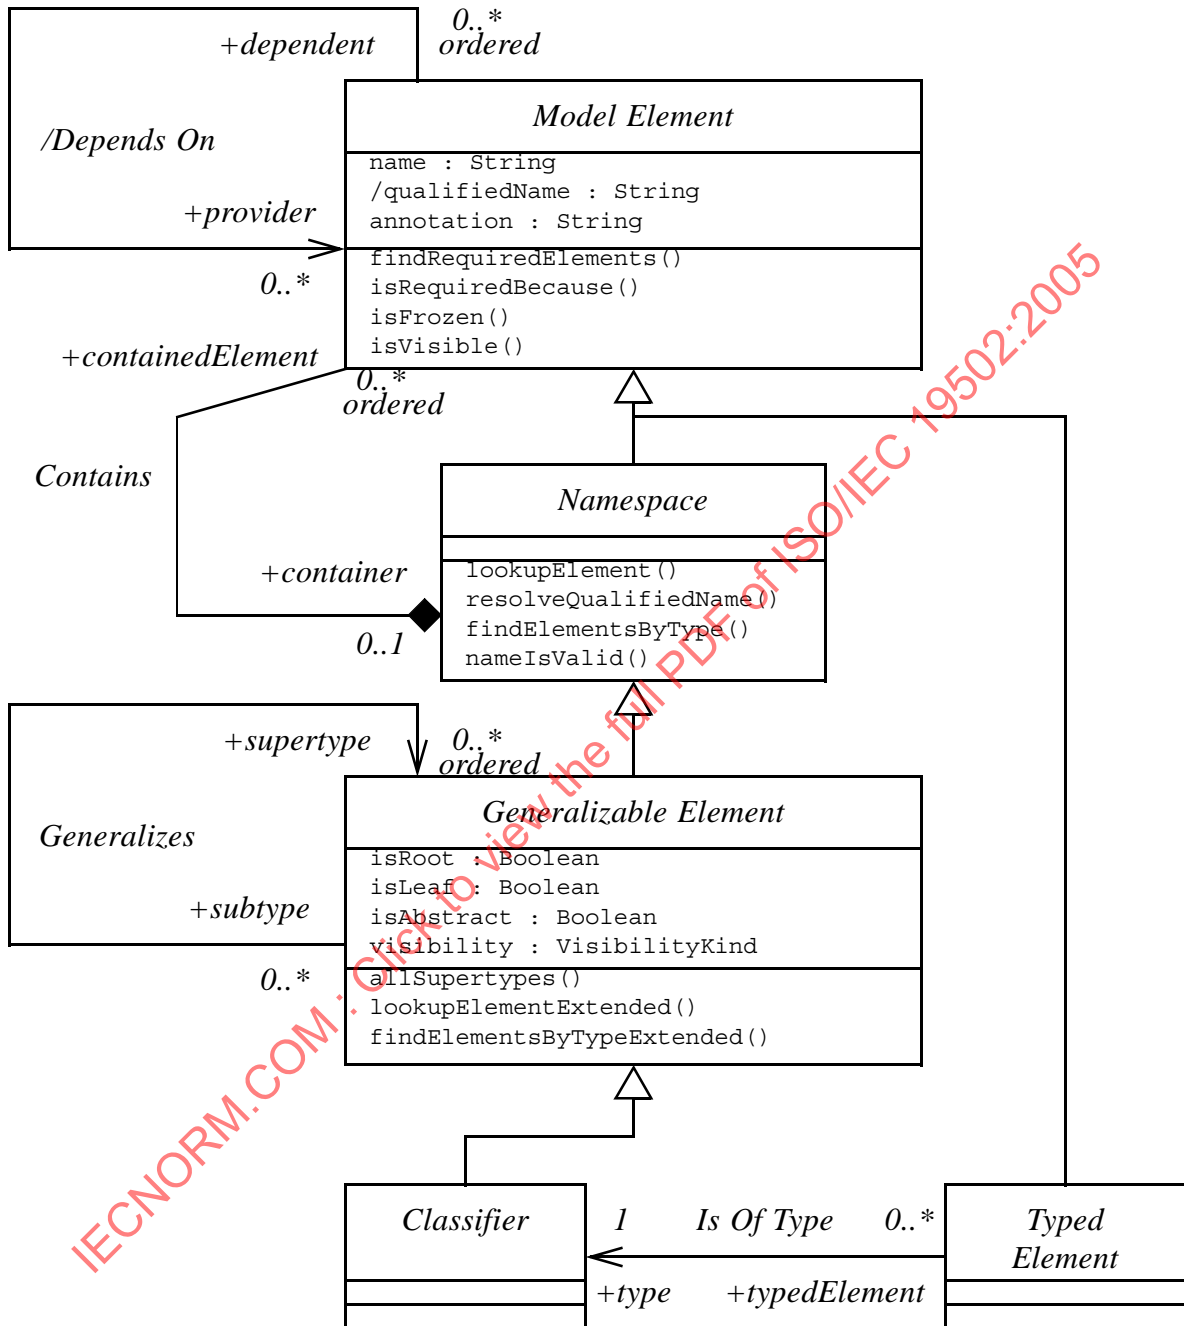 0..*
+dependent
ordered
Model Element
/Depends On
name : String
/qualifiedName : String
annotation : String
+provider
0..*
findRequiredElements()
isRequiredBecause()
isFrozen()
isVisible()
+containedElement
0..*
ordered
Contains
Namespace
+container
0..1
lookupElement()
resolveQualifiedName()
findElementsByType()
nameIsValid()
+supertype
0..*
ordered
Generalizable Element
Generalizes
isRoot : Boolean
isLeaf : Boolean
isAbstract : Boolean
visibility : VisibilityKind
+subtype
0..*
allSupertypes()
lookupElementExtended()
findElementsByTypeExtended()
Classifier
1
Is Of Type
0..*
Typed
Element
+type
+typedElement
IECNORM.COM : Click to view the full PDF of ISO/IEC 19502:2005